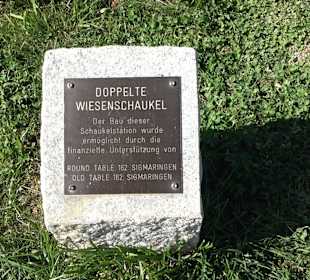 DOPPELTE
WIESENSCHAUKEL
Der Bau dieser
Schaukelstation wurde
ermöglicht durch die
finanzielle Unterstützung von
ROUND TABLE 162 SIGMARINGEN
OLD TABLE 162 SIGMARINGEN